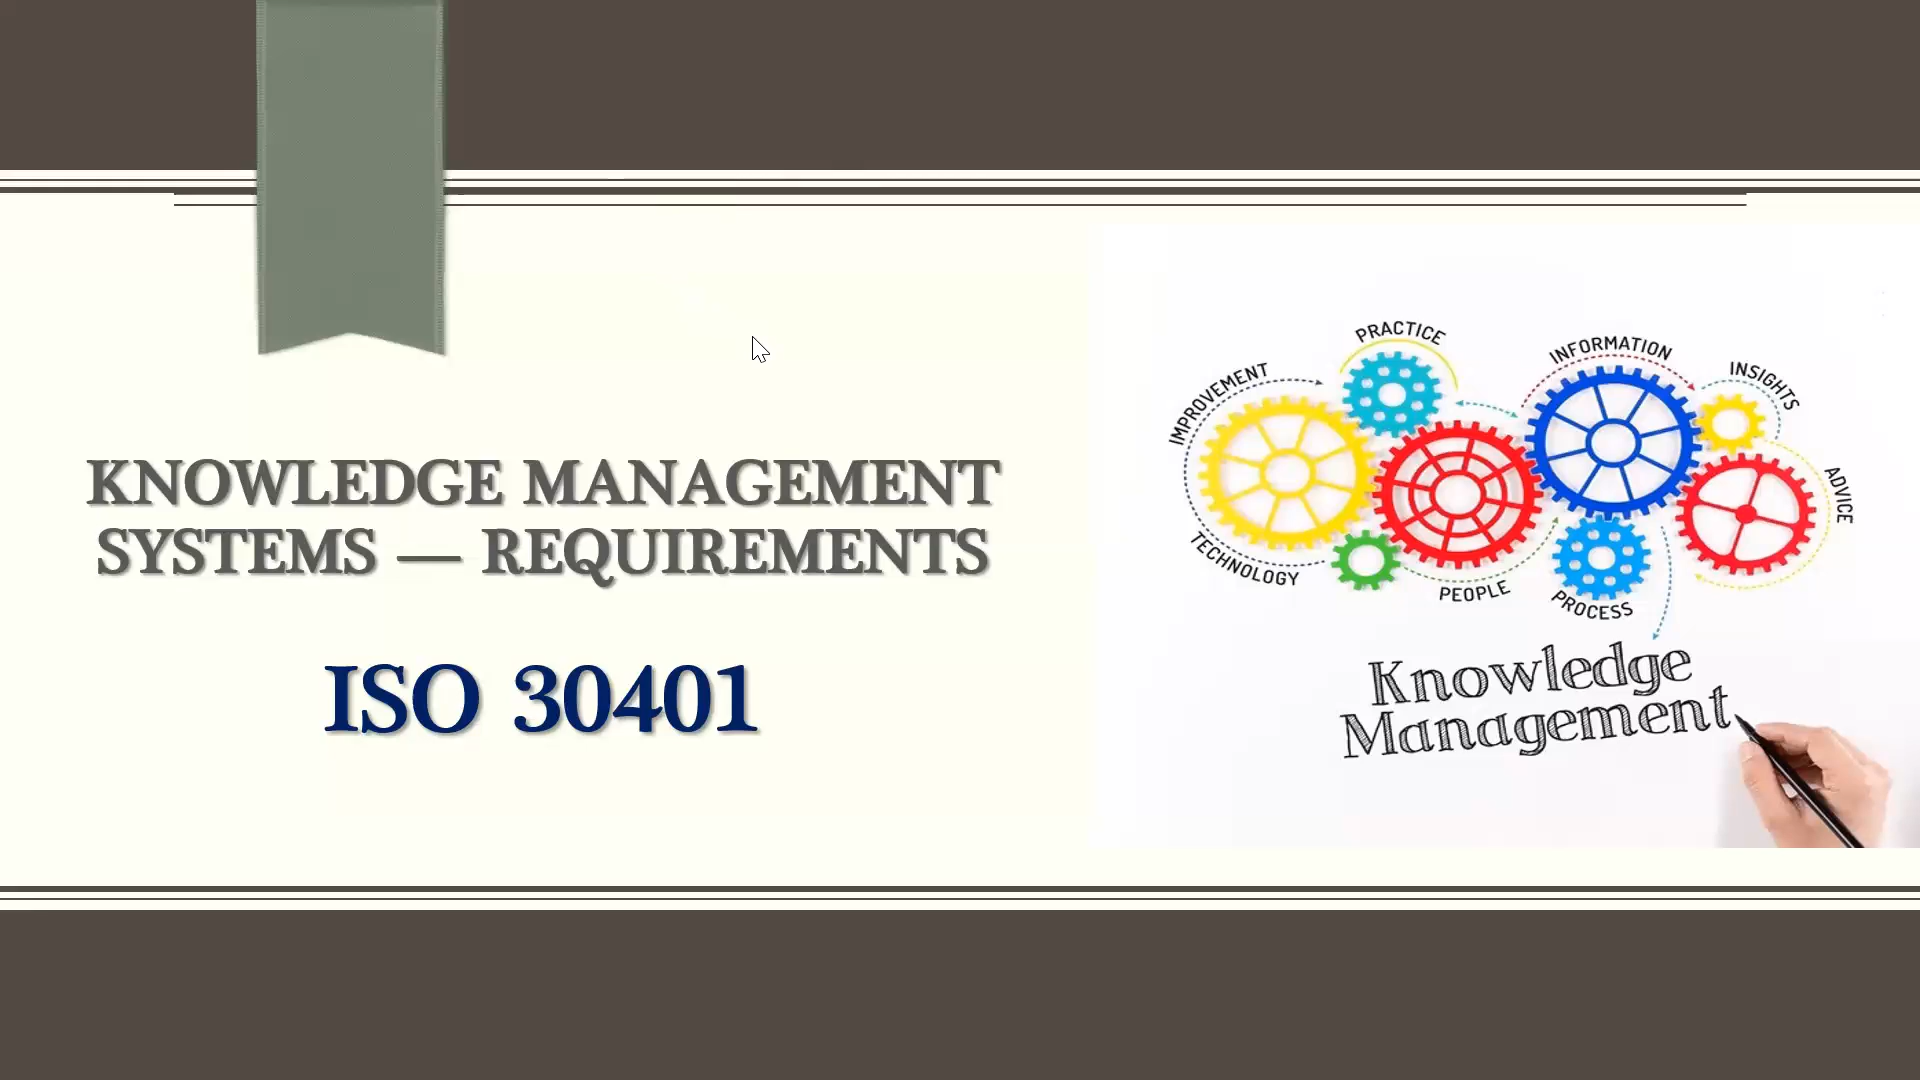 KNOWLEDGE MANAGEMENT
SYSTEMS — REQUIREMENTS
ISO 30401
PRACTICE
INFORMATION
IMPROVEMENT
INSIGHTS
ADVICE
TECHNOLOGY
PEOPLE
PROCESS
Knowledge
Management